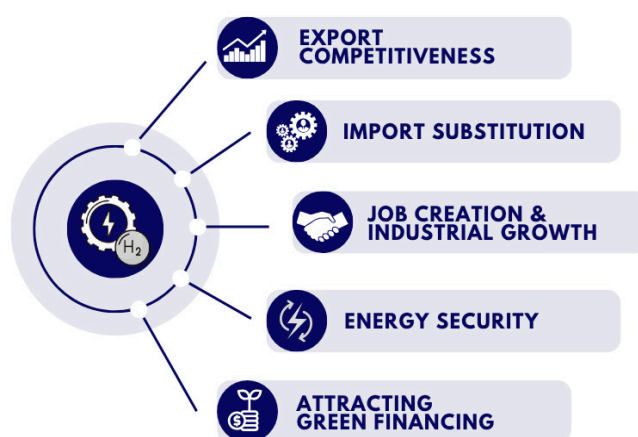 EXPORT
COMPETITIVENESS
IMPORT SUBSTITUTION
H₂
JOB CREATION &
INDUSTRIAL GROWTH
ENERGY SECURITY
ATTRACTING
GREEN FINANCING
$